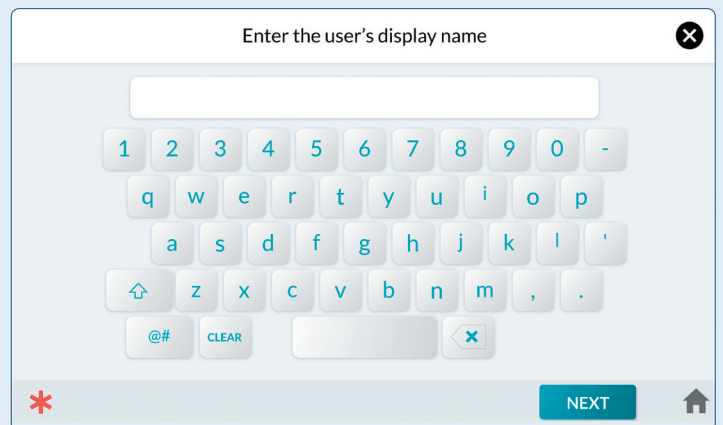 Enter the user’s display name
1 2 3 4 5 6 7 8 9 0 -
q w e r t y u i o p
a s d f g h j k l '
z x c v b n m , .
@# CLEAR
NEXT